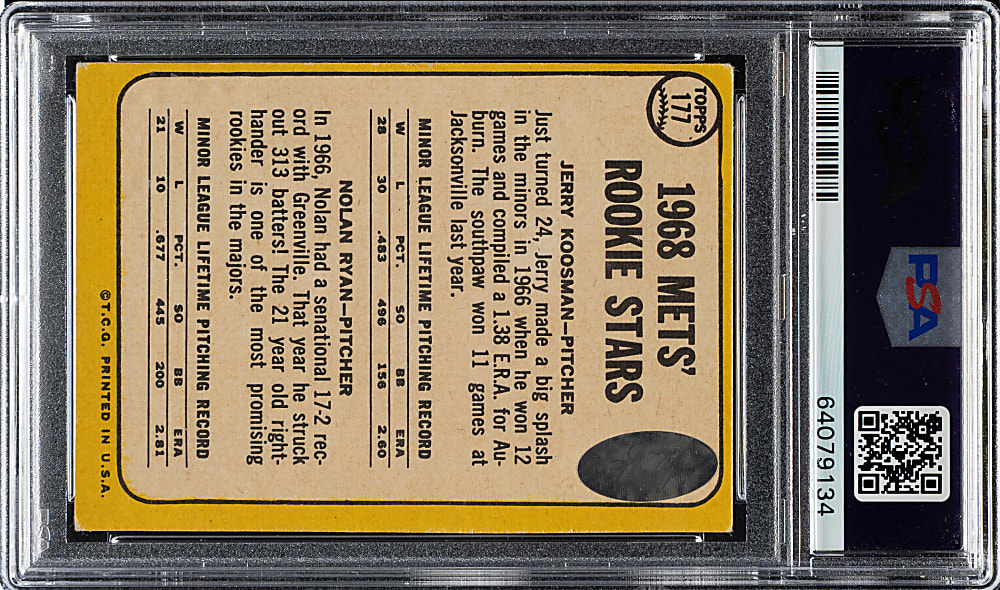 PSA
64079134
TOPPS
177
1968 METS'
ROOKIE STARS
JERRY KOOSMAN—PITCHER
Just turned 24, Jerry made a big splash
in the minors in 1966 when he won 12
games and compiled a 1.38 E.R.A. for Au-
burn. The southpaw won 11 games at
Jacksonville last year.
MINOR LEAGUE LIFETIME PITCHING RECORD
W L PCT. SO BB ERA
28 30 .483 496 156 2.60
NOLAN RYAN—PITCHER
In 1966, Nolan had a sensational 17-2 rec-
ord with Greenville. That year he struck
out 313 batters! The 21 year old right-
hander is one of the most promising
rookies in the majors.
MINOR LEAGUE LIFETIME PITCHING RECORD
W L PCT. SO BB ERA
21 10 .677 445 200 2.81
©T.C.G. PRINTED IN U.S.A.